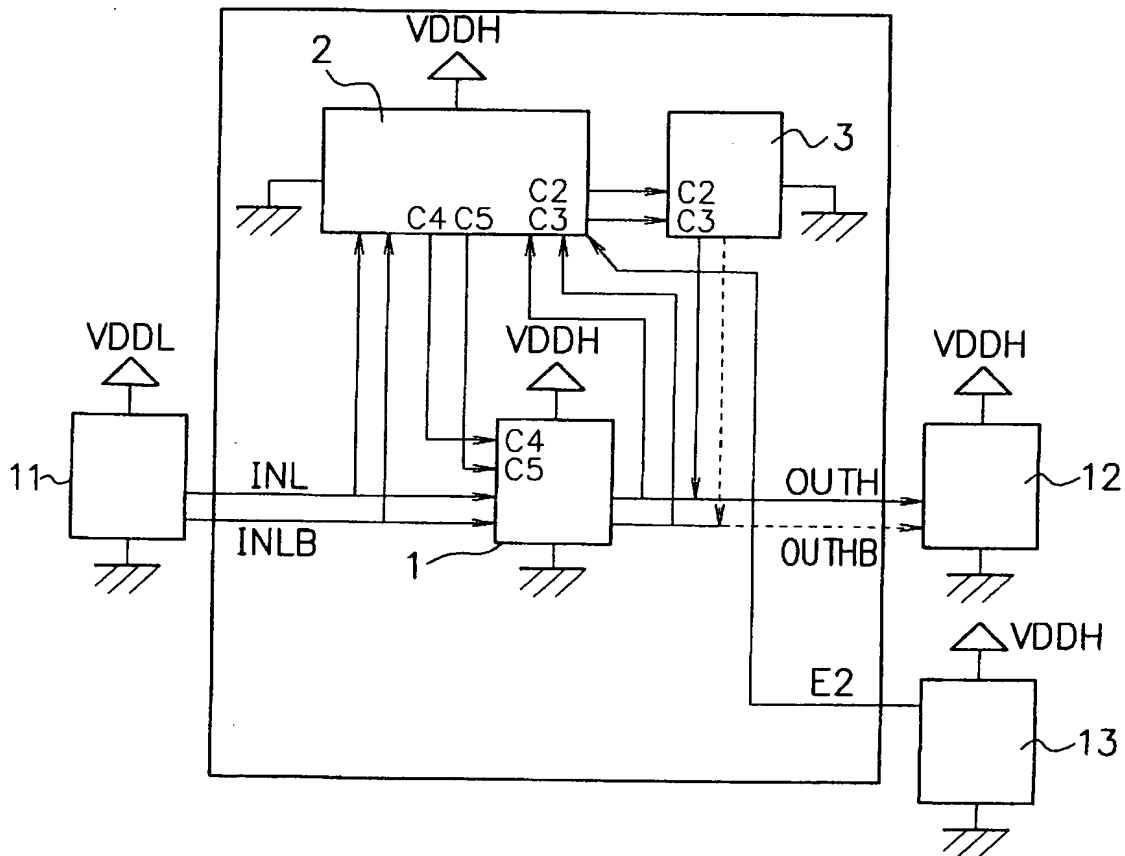 VDDH
2
3
C2
C3
C4 C5
C2
C3
VDDL
VDDH
VDDH
C4
C5
11
INL
INLB
1
OUTH
OUTHB
12
VDDH
E2
13